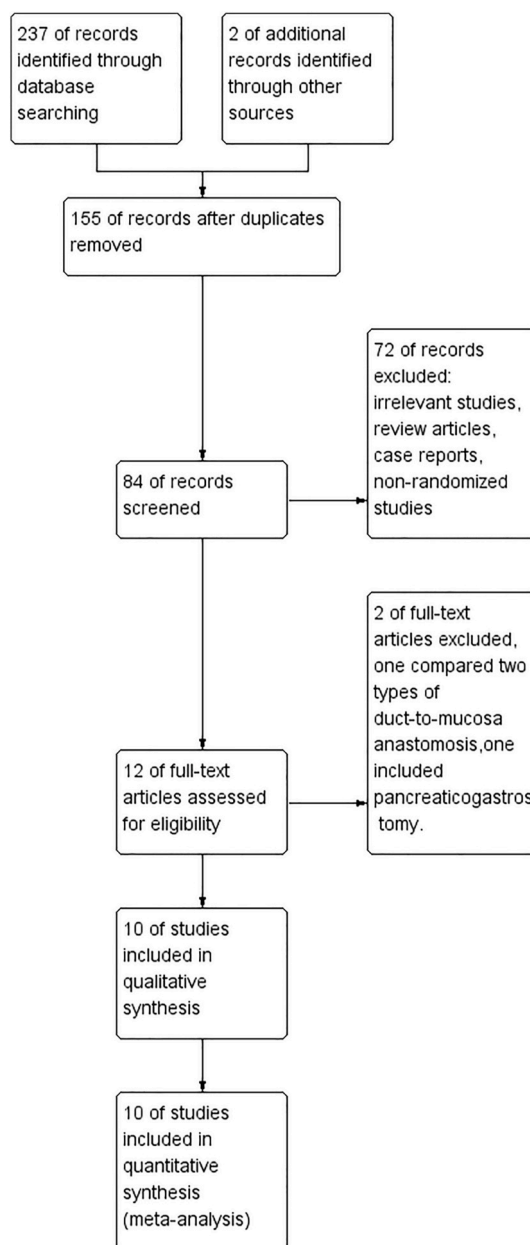 237 of records
identified through
database
searching
2 of additional
records identified
through other
sources
155 of records after duplicates
removed
72 of records
excluded:
irrelevant studies,
review articles,
case reports,
non-randomized
studies
84 of records
screened
2 of full-text
articles excluded,
one compared two
types of
duct-to-mucosa
anastomosis,one
included
pancreaticogastros
tomy.
12 of full-text
articles assessed
for eligibility
10 of studies
included in
qualitative
synthesis
10 of studies
included in
quantitative
synthesis
(meta-analysis)